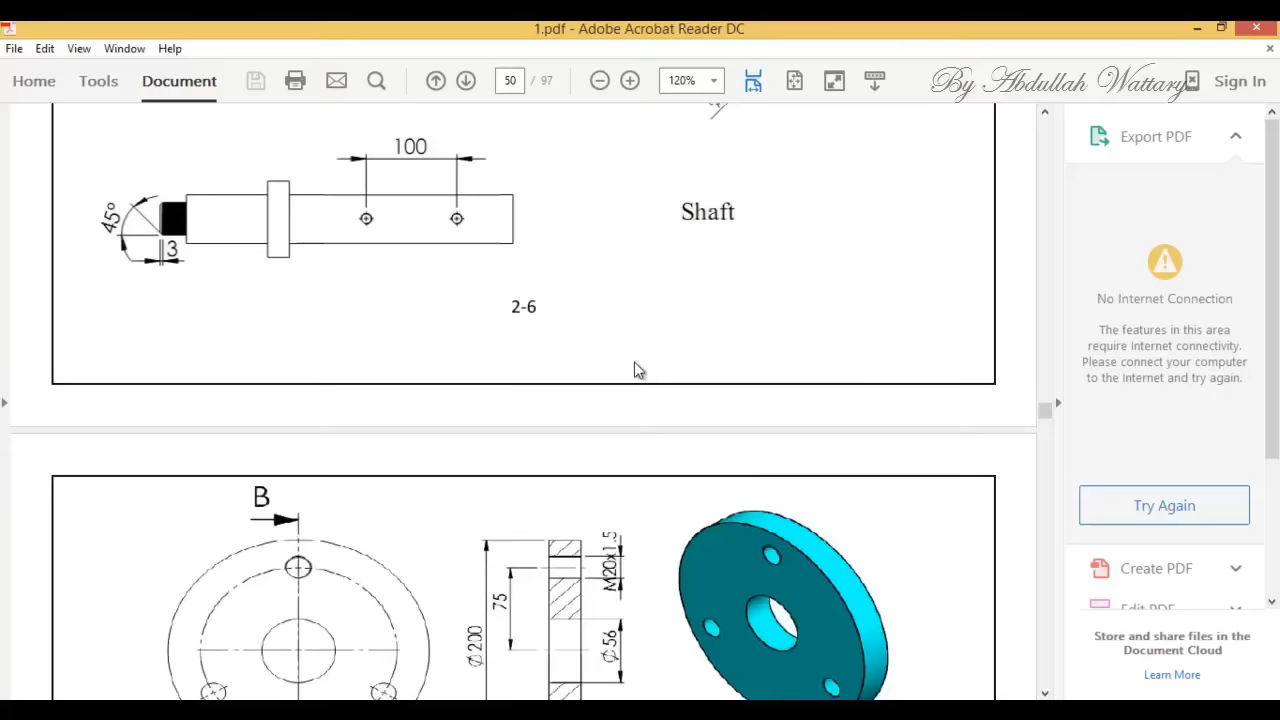 1.pdf - Adobe Acrobat Reader DC
File Edit View Window Help
Home Tools Document 50 / 97 120% Sign In
By Abdullah Wattary
Export PDF
100
45°
3
Shaft
2-6
No Internet Connection
The features in this area
require Internet connectivity.
Please connect your computer
to the Internet and try again.
Try Again
B
M20x1.5
75
Ø200
Ø56
Create PDF
Edit PDF
Store and share files in the
Document Cloud
Learn More